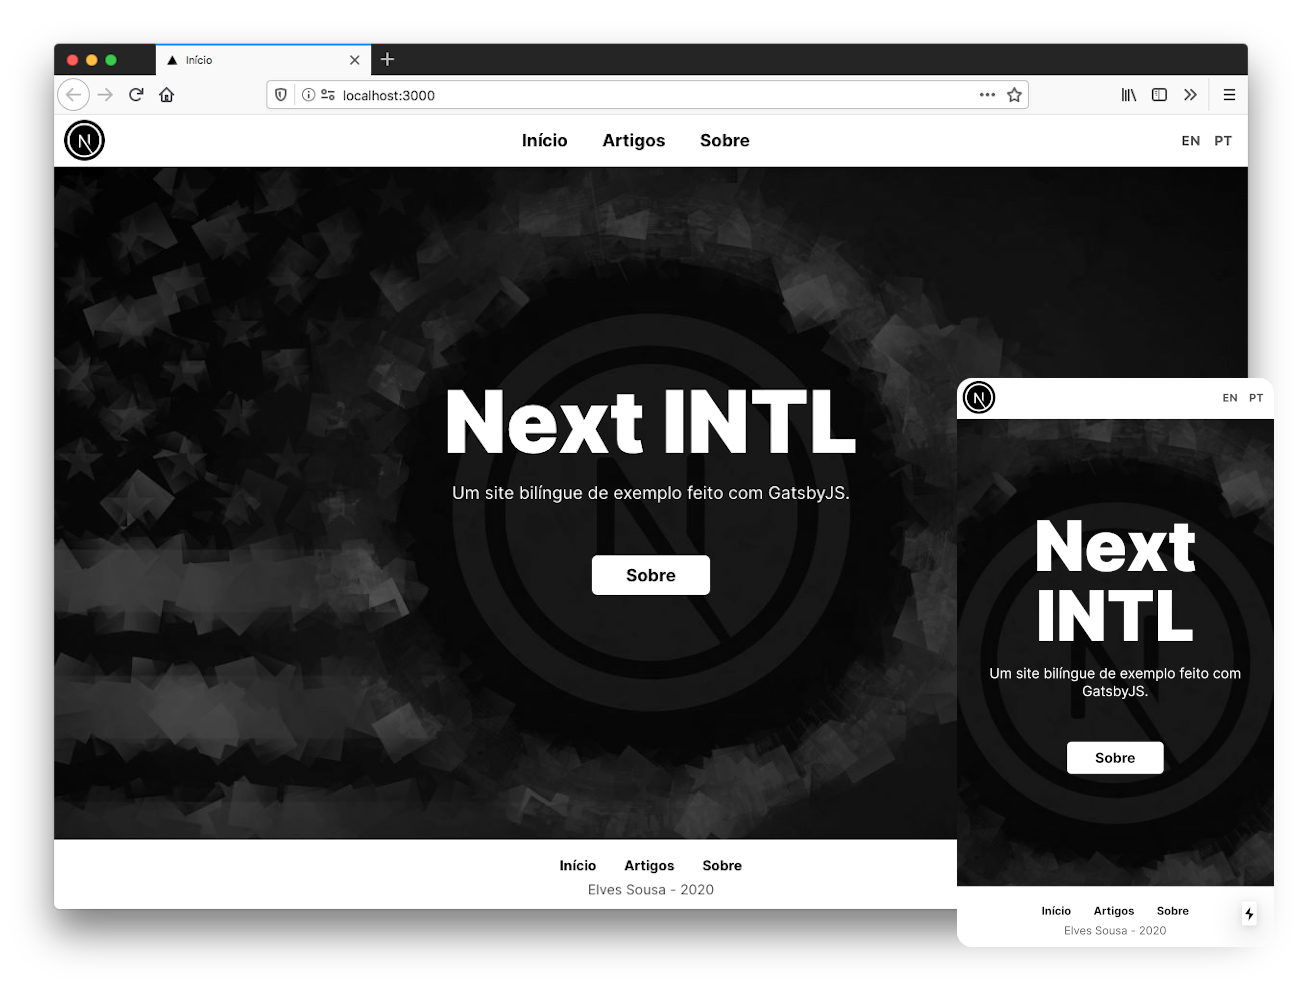 Início
localhost:3000
N
Início Artigos Sobre
EN PT
Next INTL
Um site bilíngue de exemplo feito com GatsbyJS.
Sobre
Início Artigos Sobre
Elves Sousa - 2020
N
EN PT
Next
INTL
Um site bilíngue de exemplo feito com
GatsbyJS.
Sobre
Início Artigos Sobre
Elves Sousa - 2020